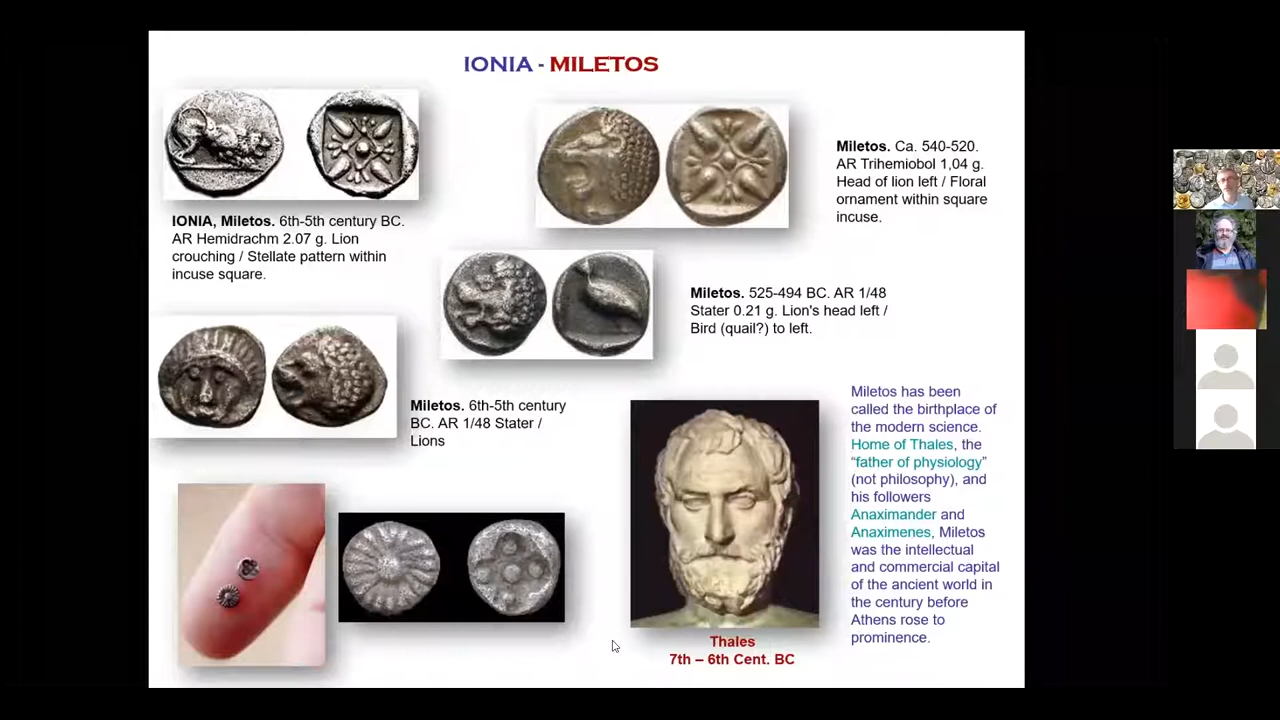 IONIA - MILETOS
IONIA, Miletos. 6th-5th century BC.
AR Hemidrachm 2.07 g. Lion
crouching / Stellate pattern within
incuse square.
Miletos. Ca. 540-520.
AR Trihemiobol 1,04 g.
Head of lion left / Floral
ornament within square
incuse.
Miletos. 525-494 BC. AR 1/48
Stater 0.21 g. Lion's head left /
Bird (quail?) to left.
Miletos. 6th-5th century
BC. AR 1/48 Stater /
Lions
Miletos has been
called the birthplace of
the modern science.
Home of Thales, the
“father of physiology”
(not philosophy), and
his followers
Anaximander and
Anaximenes, Miletos
was the intellectual
and commercial capital
of the ancient world in
the century before
Athens rose to
prominence.
Thales
7th – 6th Cent. BC